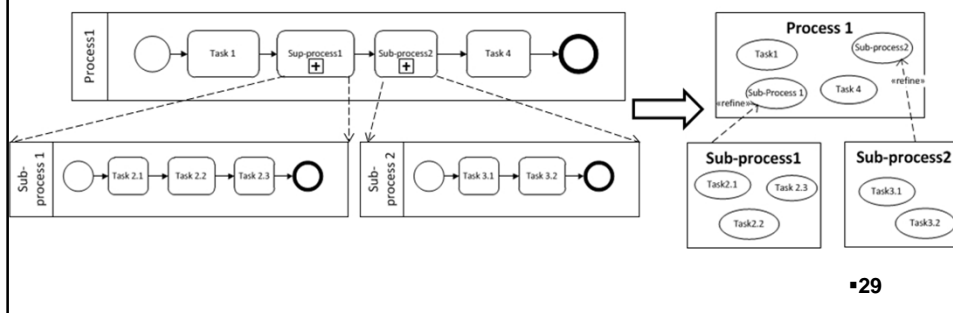 Process1
Task 1
Sup-process1
Sub-process2
Task 4
Sub-
process 1
Task 2.1
Task 2.2
Task 2.3
Sub-
process 2
Task 3.1
Task 3.2
Process 1
Task1
Sub-process2
«refine»
Sub-Process 1
Task 4
«refine»
Sub-process1
Task2.1
Task 2.3
Task2.2
Sub-process2
Task3.1
Task3.2
▪29